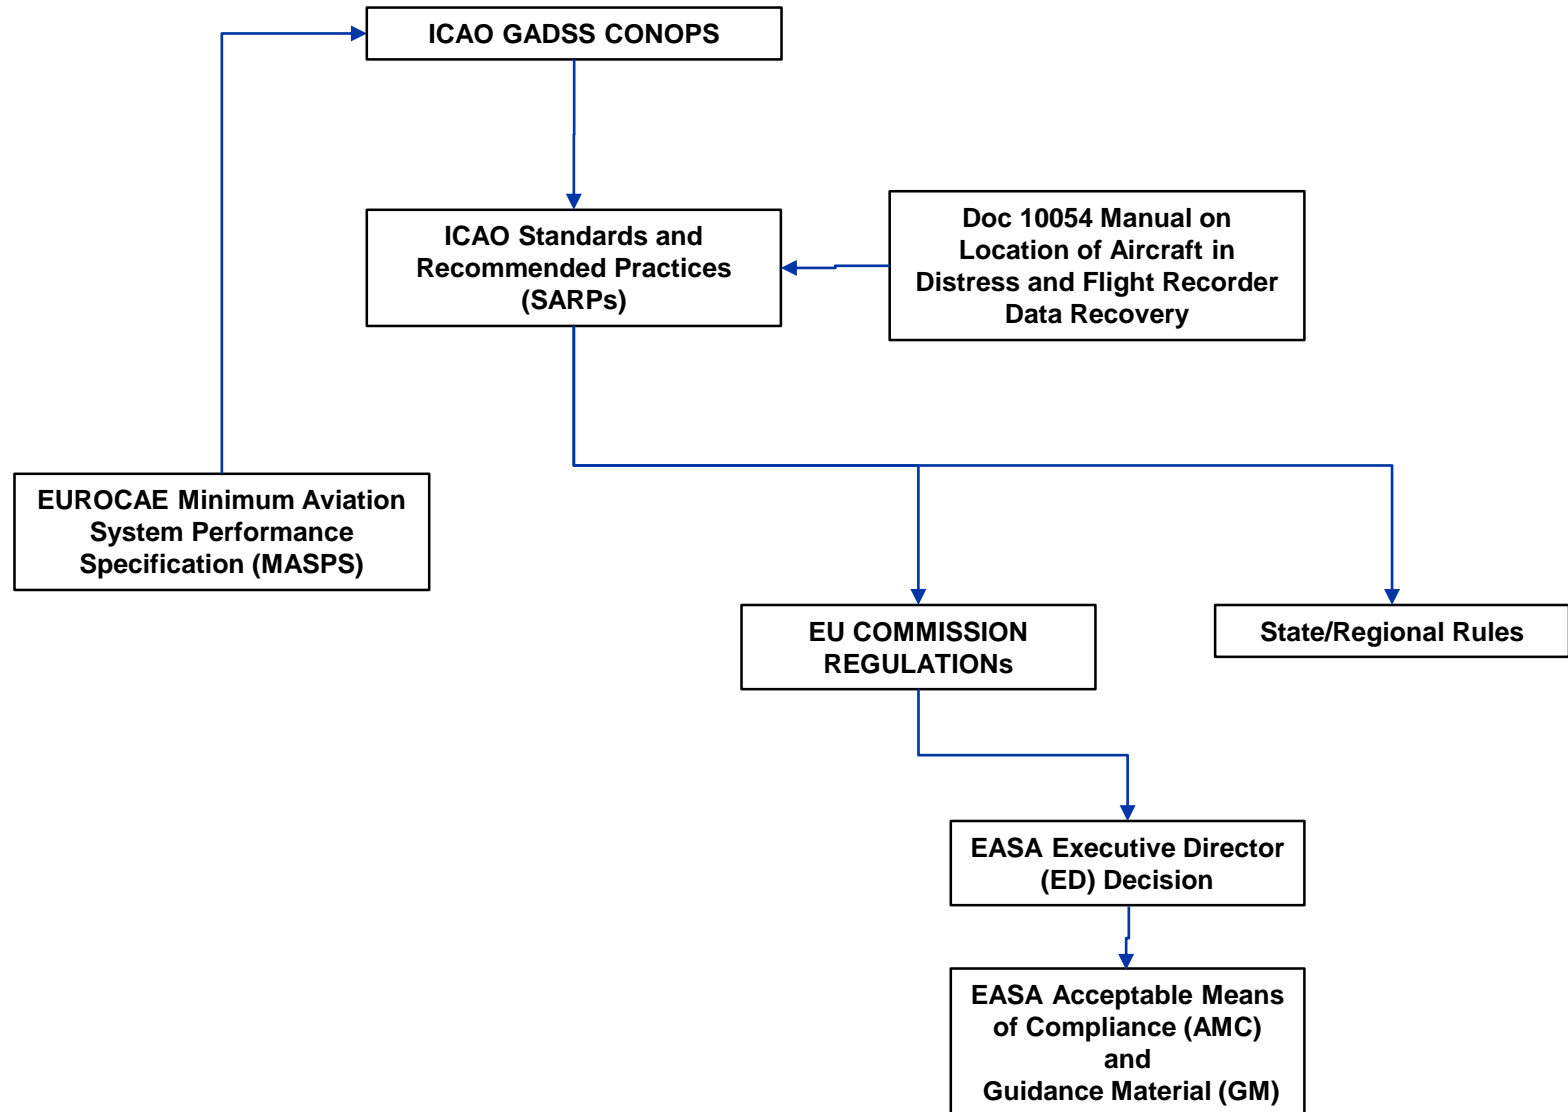 ICAO GADSS CONOPS
ICAO Standards and
Recommended Practices
(SARPs)
Doc 10054 Manual on
Location of Aircraft in
Distress and Flight Recorder
Data Recovery
EUROCAE Minimum Aviation
System Performance
Specification (MASPS)
EU COMMISSION
REGULATIONs
State/Regional Rules
EASA Executive Director
(ED) Decision
EASA Acceptable Means
of Compliance (AMC)
and
Guidance Material (GM)